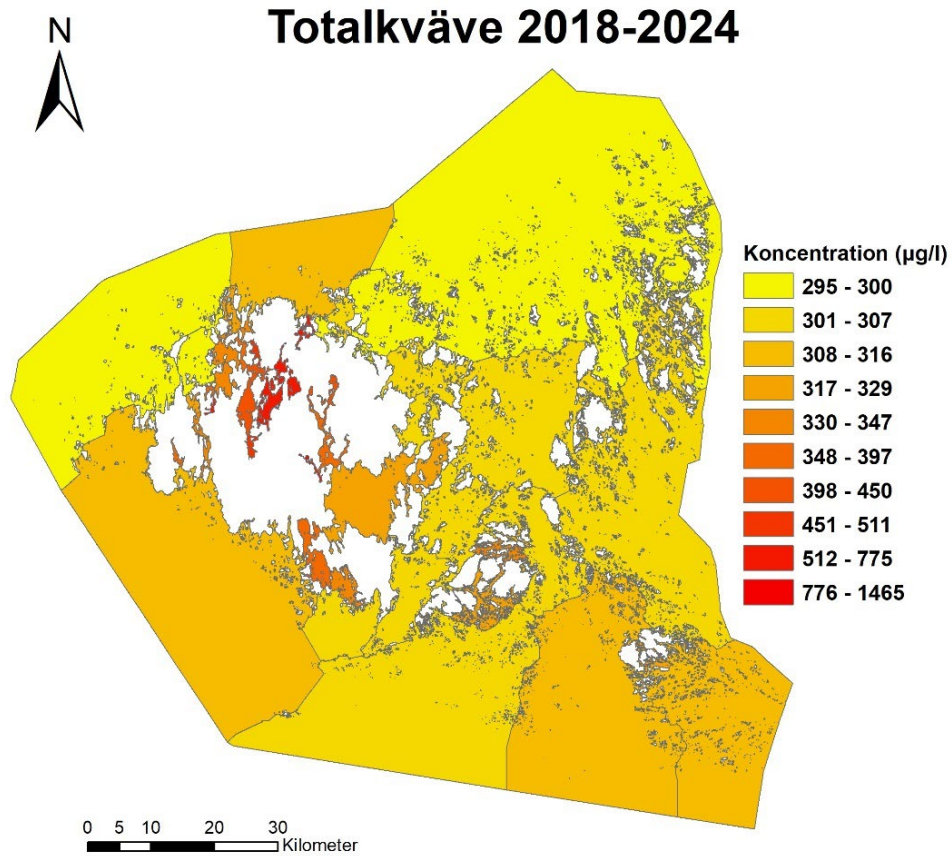 Totalkväve 2018-2024
N
Koncentration (µg/l)
295 - 300
301 - 307
308 - 316
317 - 329
330 - 347
348 - 397
398 - 450
451 - 511
512 - 775
776 - 1465
0 5 10 20 30
Kilometer